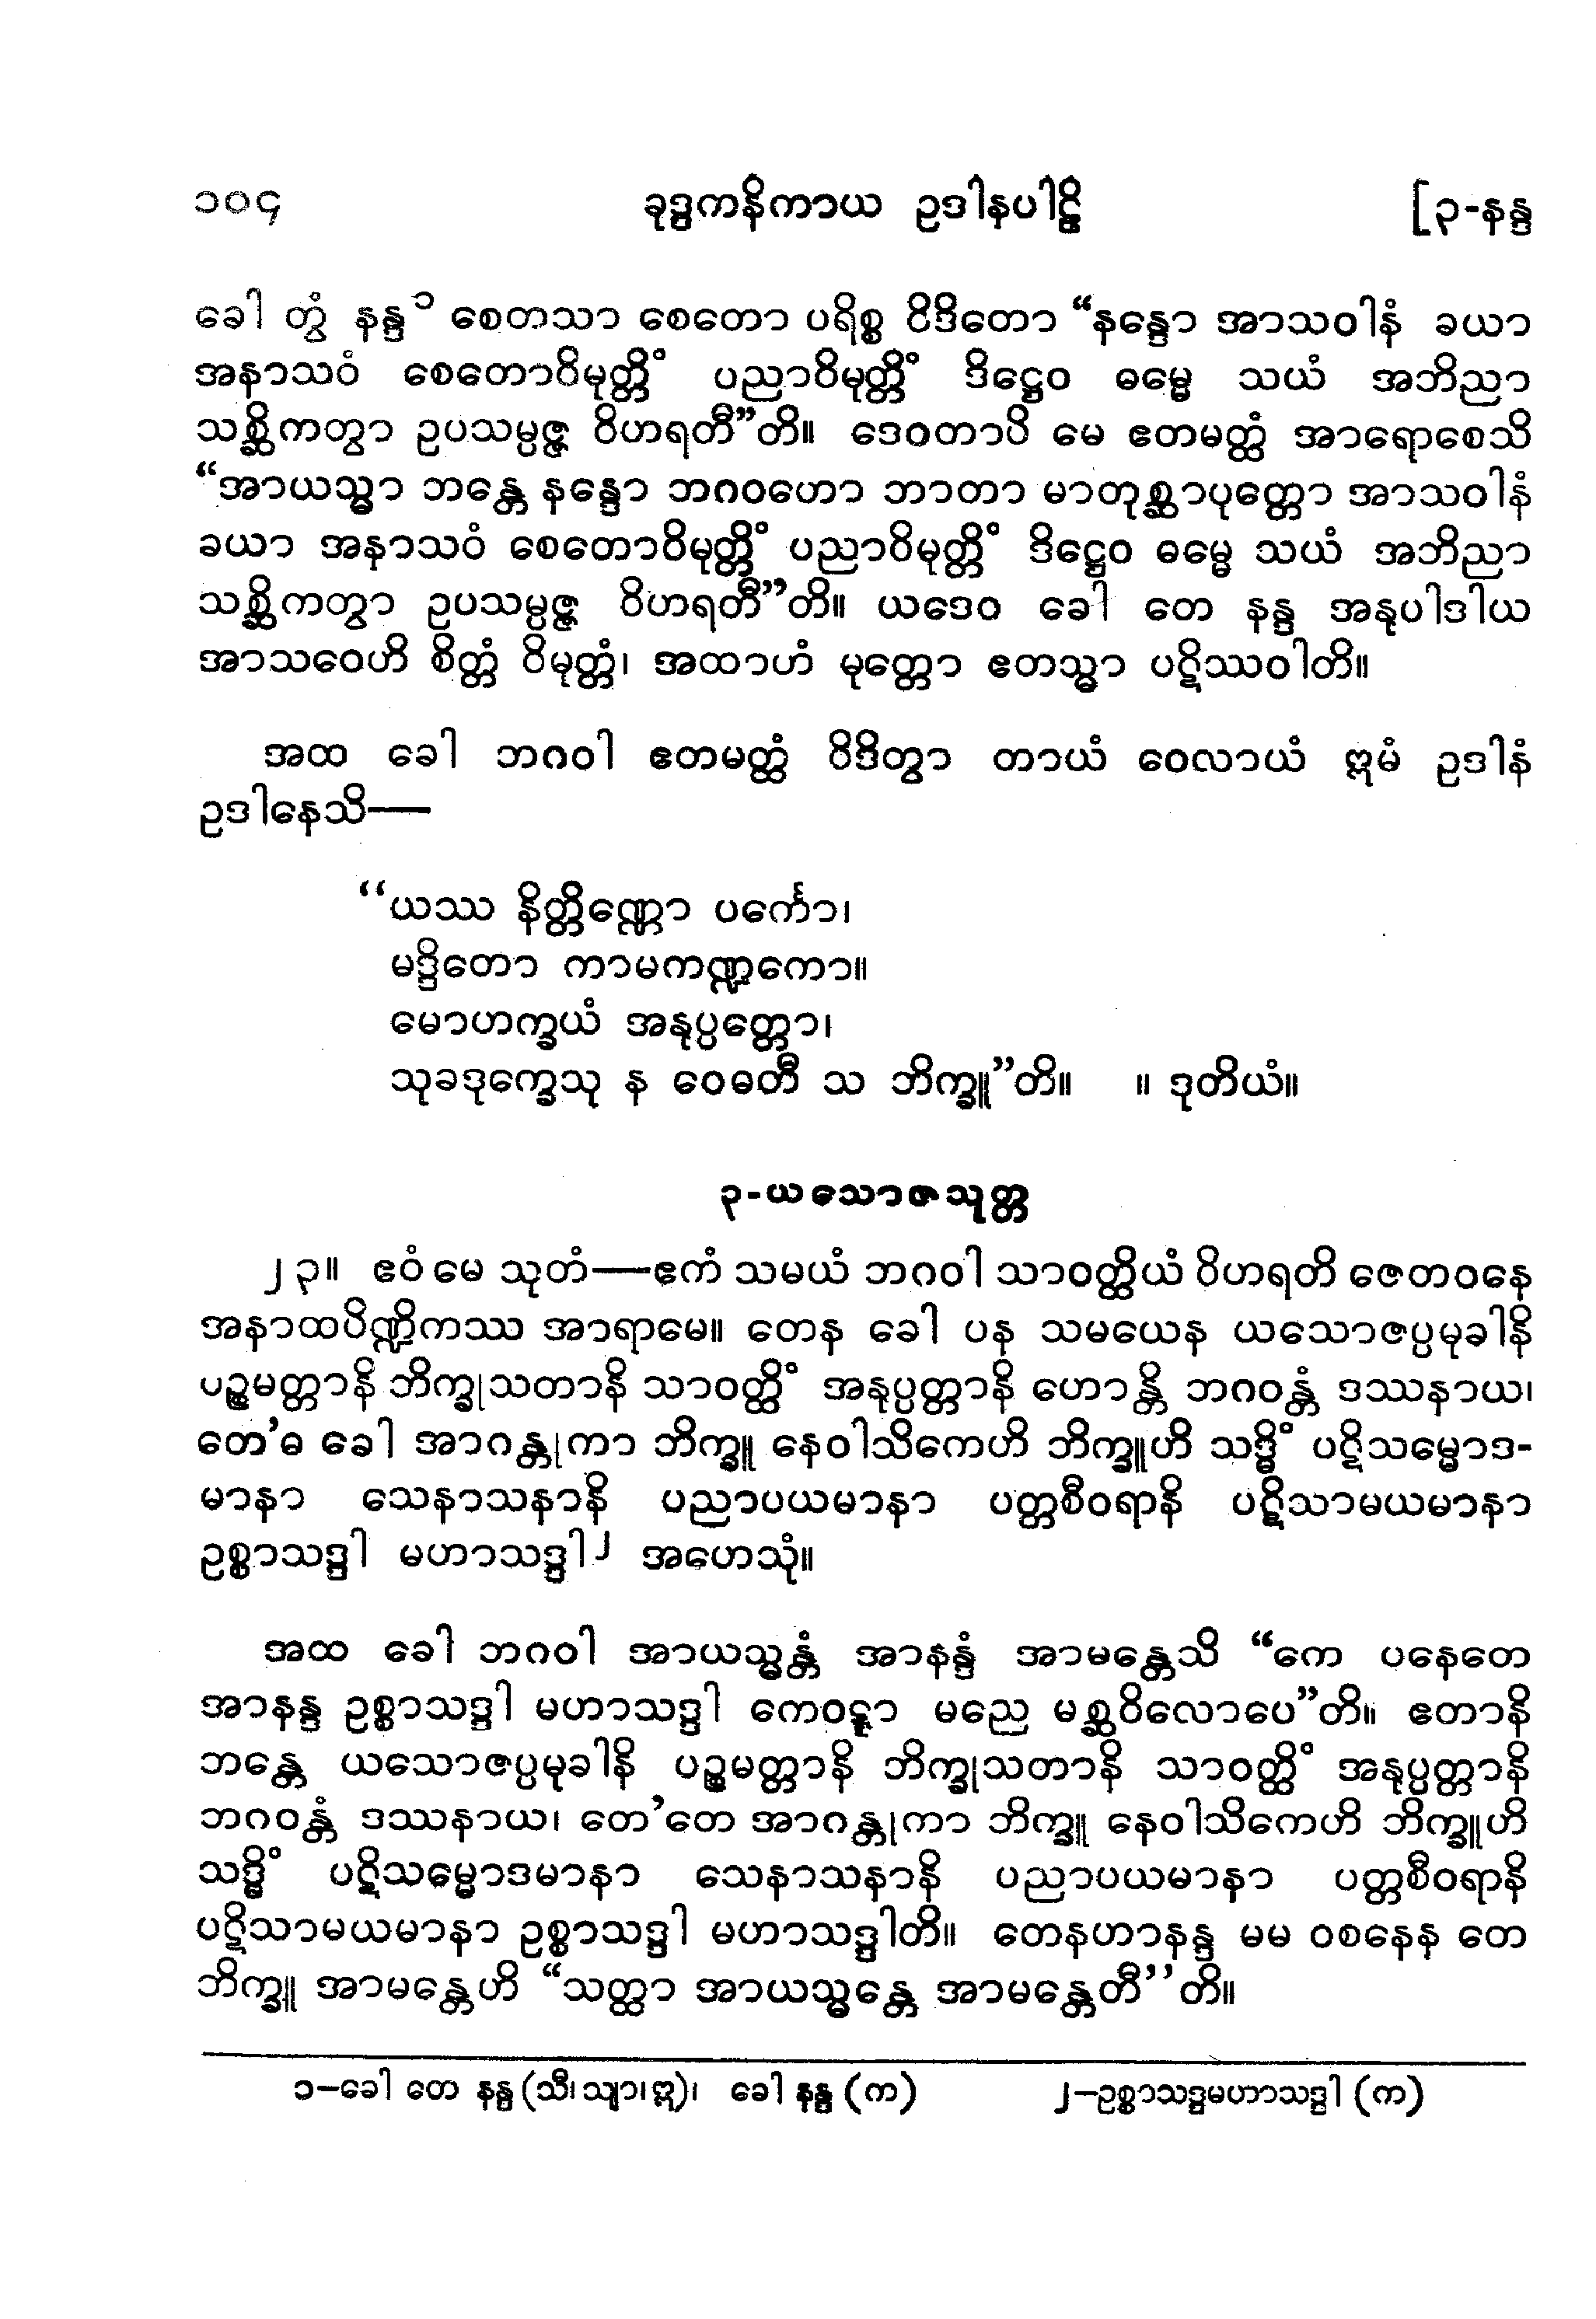 ၁၀၄ ခုဒ္ဒကနိကာယ ဥဒါနပါဠိ [၃-နန္ဒ
ခေါ တွံ နန္ဒ ၁ စေတသာ စေတော ပရိစ္စ ဝိဒိတော “နန္ဒော အာသဝါနံ ခယာ
အနာသဝံ စေတောဝိမုတ္တိံ ပညာဝိမုတ္တိံ ဒိဋ္ဌေဝ ဓမ္မေ သယံ အဘိညာ
သစ္ဆိကတွာ ဥပသမ္ပဇ္ဇ ဝိဟရတီ”တိ။ ဒေဝတာပိ မေ ဧတမတ္ထံ အာရောစေသိ
“အာယသ္မာ ဘန္တေ နန္ဒော ဘဂဝတော ဘာတာ မာတုစ္ဆာပုတ္တော အာသဝါနံ
ခယာ အနာသဝံ စေတောဝိမုတ္တိံ ပညာဝိမုတ္တိံ ဒိဋ္ဌေဝ ဓမ္မေ သယံ အဘိညာ
သစ္ဆိကတွာ ဥပသမ္ပဇ္ဇ ဝိဟရတီ”တိ။ ယဒေဝ ခေါ တေ နန္ဒ အနုပါဒါယ
အာသဝေဟိ စိတ္တံ ဝိမုတ္တံ၊ အထာဟံ မုတ္တော ဧတသ္မာ ပဋိဿဝါတိ။
အထ ခေါ ဘဂဝါ ဧတမတ္ထံ ဝိဒိတွာ တာယံ ဝေလာယံ ဣမံ ဥဒါနံ
ဥဒါနေသိ—
“ယဿ နိတ္တိဏ္ဏော ပင်္ကော၊
မဒ္ဒိတော ကာမကဏ္ဍကော။
မောဟက္ခယံ အနုပ္ပတ္တော၊
သုခဒုက္ခေသု န ဝေဓတီ သ ဘိက္ခူ”တိ။ ။ ဒုတိယံ။
၃-ယသောဇသုတ္တ
၂၃။ ဧဝံ မေ သုတံ—ဧကံ သမယံ ဘဂဝါ သာဝတ္ထိယံ ဝိဟရတိ ဇေတဝနေ
အနာထပိဏ္ဍိကဿ အာရာမေ။ တေန ခေါ ပန သမယေန ယသောဇပ္ပမုခါနိ
ပဉ္စမတ္တာနိ ဘိက္ခုသတာနိ သာဝတ္ထိံ အနုပ္ပတ္တာနိ ဟောန္တိ ဘဂဝန္တံ ဒဿနာယ၊
တေ’ဓ ခေါ အာဂန္တုကာ ဘိက္ခူ နေဝါသိကေဟိ ဘိက္ခူဟိ သဒ္ဓိံ ပဋိသမ္မောဒ-
မာနာ သေနာသနာနိ ပညာပယမာနာ ပတ္တစီဝရာနိ ပဋိသာမယမာနာ
ဥစ္စာသဒ္ဒါ မဟာသဒ္ဒါ ၂ အဟေသုံ။
အထ ခေါ ဘဂဝါ အာယသ္မန္တံ အာနန္ဒံ အာမန္တေသိ “ကေ ပနေတေ
အာနန္ဒ ဥစ္စာသဒ္ဒါ မဟာသဒ္ဒါ ကေဝဋ္ဋာ မညေ မစ္ဆဝိလောပေ”တိ။ ဧတာနိ
ဘန္တေ ယသောဇပ္ပမုခါနိ ပဉ္စမတ္တာနိ ဘိက္ခုသတာနိ သာဝတ္ထိံ အနုပ္ပတ္တာနိ
ဘဂဝန္တံ ဒဿနာယ၊ တေ’တေ အာဂန္တုကာ ဘိက္ခူ နေဝါသိကေဟိ ဘိက္ခူဟိ
သဒ္ဓိံ ပဋိသမ္မောဒမာနာ သေနာသနာနိ ပညာပယမာနာ ပတ္တစီဝရာနိ
ပဋိသာမယမာနာ ဥစ္စာသဒ္ဒါ မဟာသဒ္ဒါတိ။ တေနဟာနန္ဒ မမ ဝစနေန တေ
ဘိက္ခူ အာမန္တေဟိ “သတ္ထာ အာယသ္မန္တေ အာမန္တေတီ’’တိ။
၁—ခေါ တေ နန္ဒ (သီ၊ သျာ၊ ဣ)၊ ခေါ နန္ဒ (က) ၂—ဥစ္စာသဒ္ဒမဟာသဒ္ဒါ (က)